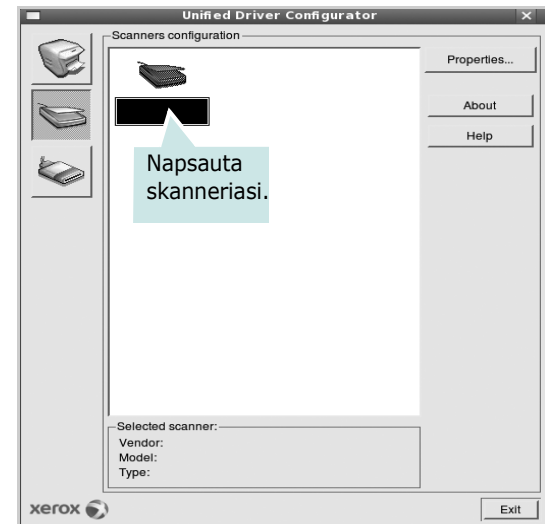 Unified Driver Configurator
Scanners configuration
Properties...
About
Help
Napsauta
skanneriasi.
Selected scanner:
Vendor:
Model:
Type:
xerox
Exit